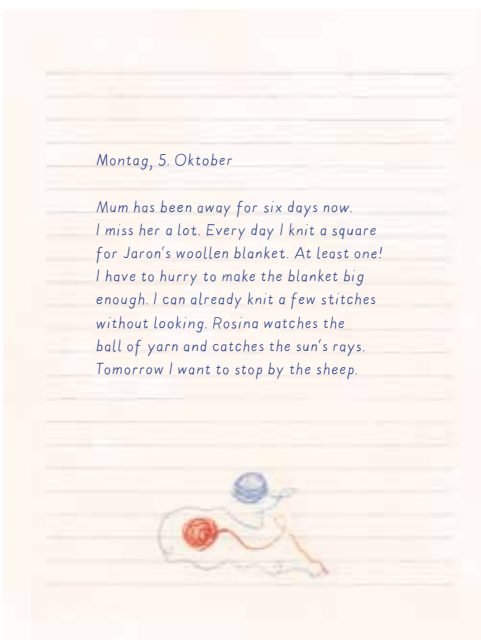 Montag, 5. Oktober
Mum has been away for six days now.
I miss her a lot. Every day I knit a square
for Jaron's woollen blanket. At least one!
I have to hurry to make the blanket big
enough. I can already knit a few stitches
without looking. Rosina watches the
ball of yarn and catches the sun's rays.
Tomorrow I want to stop by the sheep.